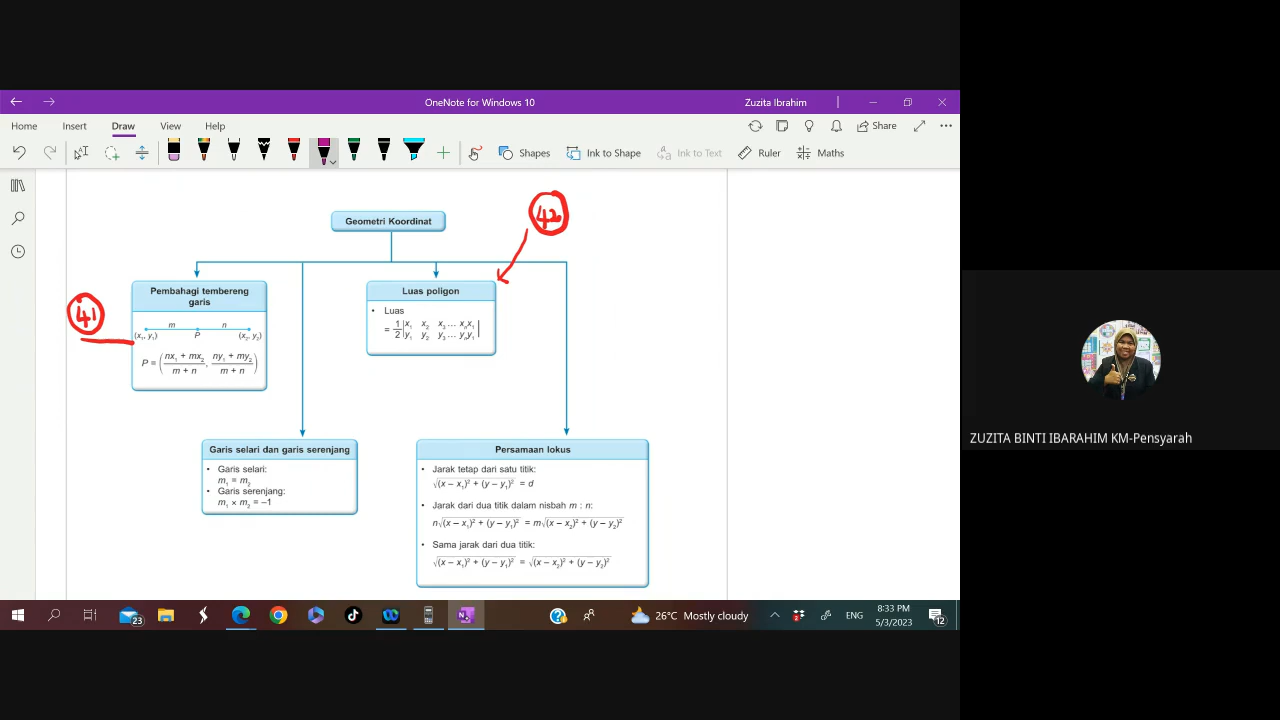 OneNote for Windows 10
Zuzita Ibrahim
Home Insert Draw View Help
Share
Shapes
Ink to Shape
Ink to Text
Ruler
Maths
Geometri Koordinat
42
Pembahagi tembereng
garis
41
m n
(x₁, y₁) P (x₂, y₂)
P = ( (nx₁ + mx₂)/(m + n), (ny₁ + my₂)/(m + n) )
Luas poligon
• Luas
= 1/2 | x₁ x₂ x₃ ... xₙx₁ |
| y₁ y₂ y₃ ... yₙy₁ |
Garis selari dan garis serenjang
• Garis selari:
m₁ = m₂
• Garis serenjang:
m₁ × m₂ = –1
Persamaan lokus
• Jarak tetap dari satu titik:
√(x – x₁)² + (y – y₁)² = d
• Jarak dari dua titik dalam nisbah m : n:
n√(x – x₁)² + (y – y₁)² = m√(x – x₂)² + (y – y₂)²
• Sama jarak dari dua titik:
√(x – x₁)² + (y – y₁)² = √(x – x₂)² + (y – y₂)²
ZUZITA BINTI IBARAHIM KM-Pensyarah
23
26°C Mostly cloudy
2
ENG
8:33 PM
5/3/2023
12